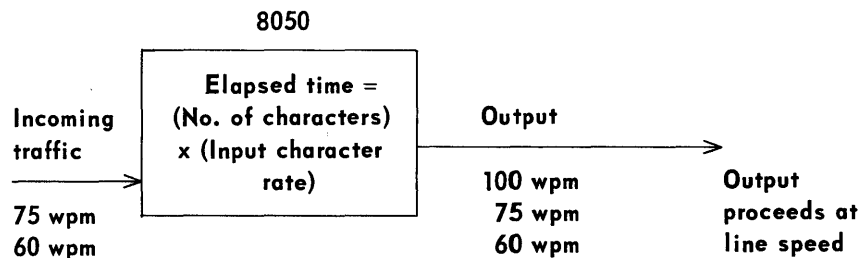 8050
Elapsed time =
(No. of characters)
x (Input character
rate)
Incoming
traffic
75 wpm
60 wpm
Output
100 wpm
75 wpm
60 wpm
Output
proceeds at
line speed